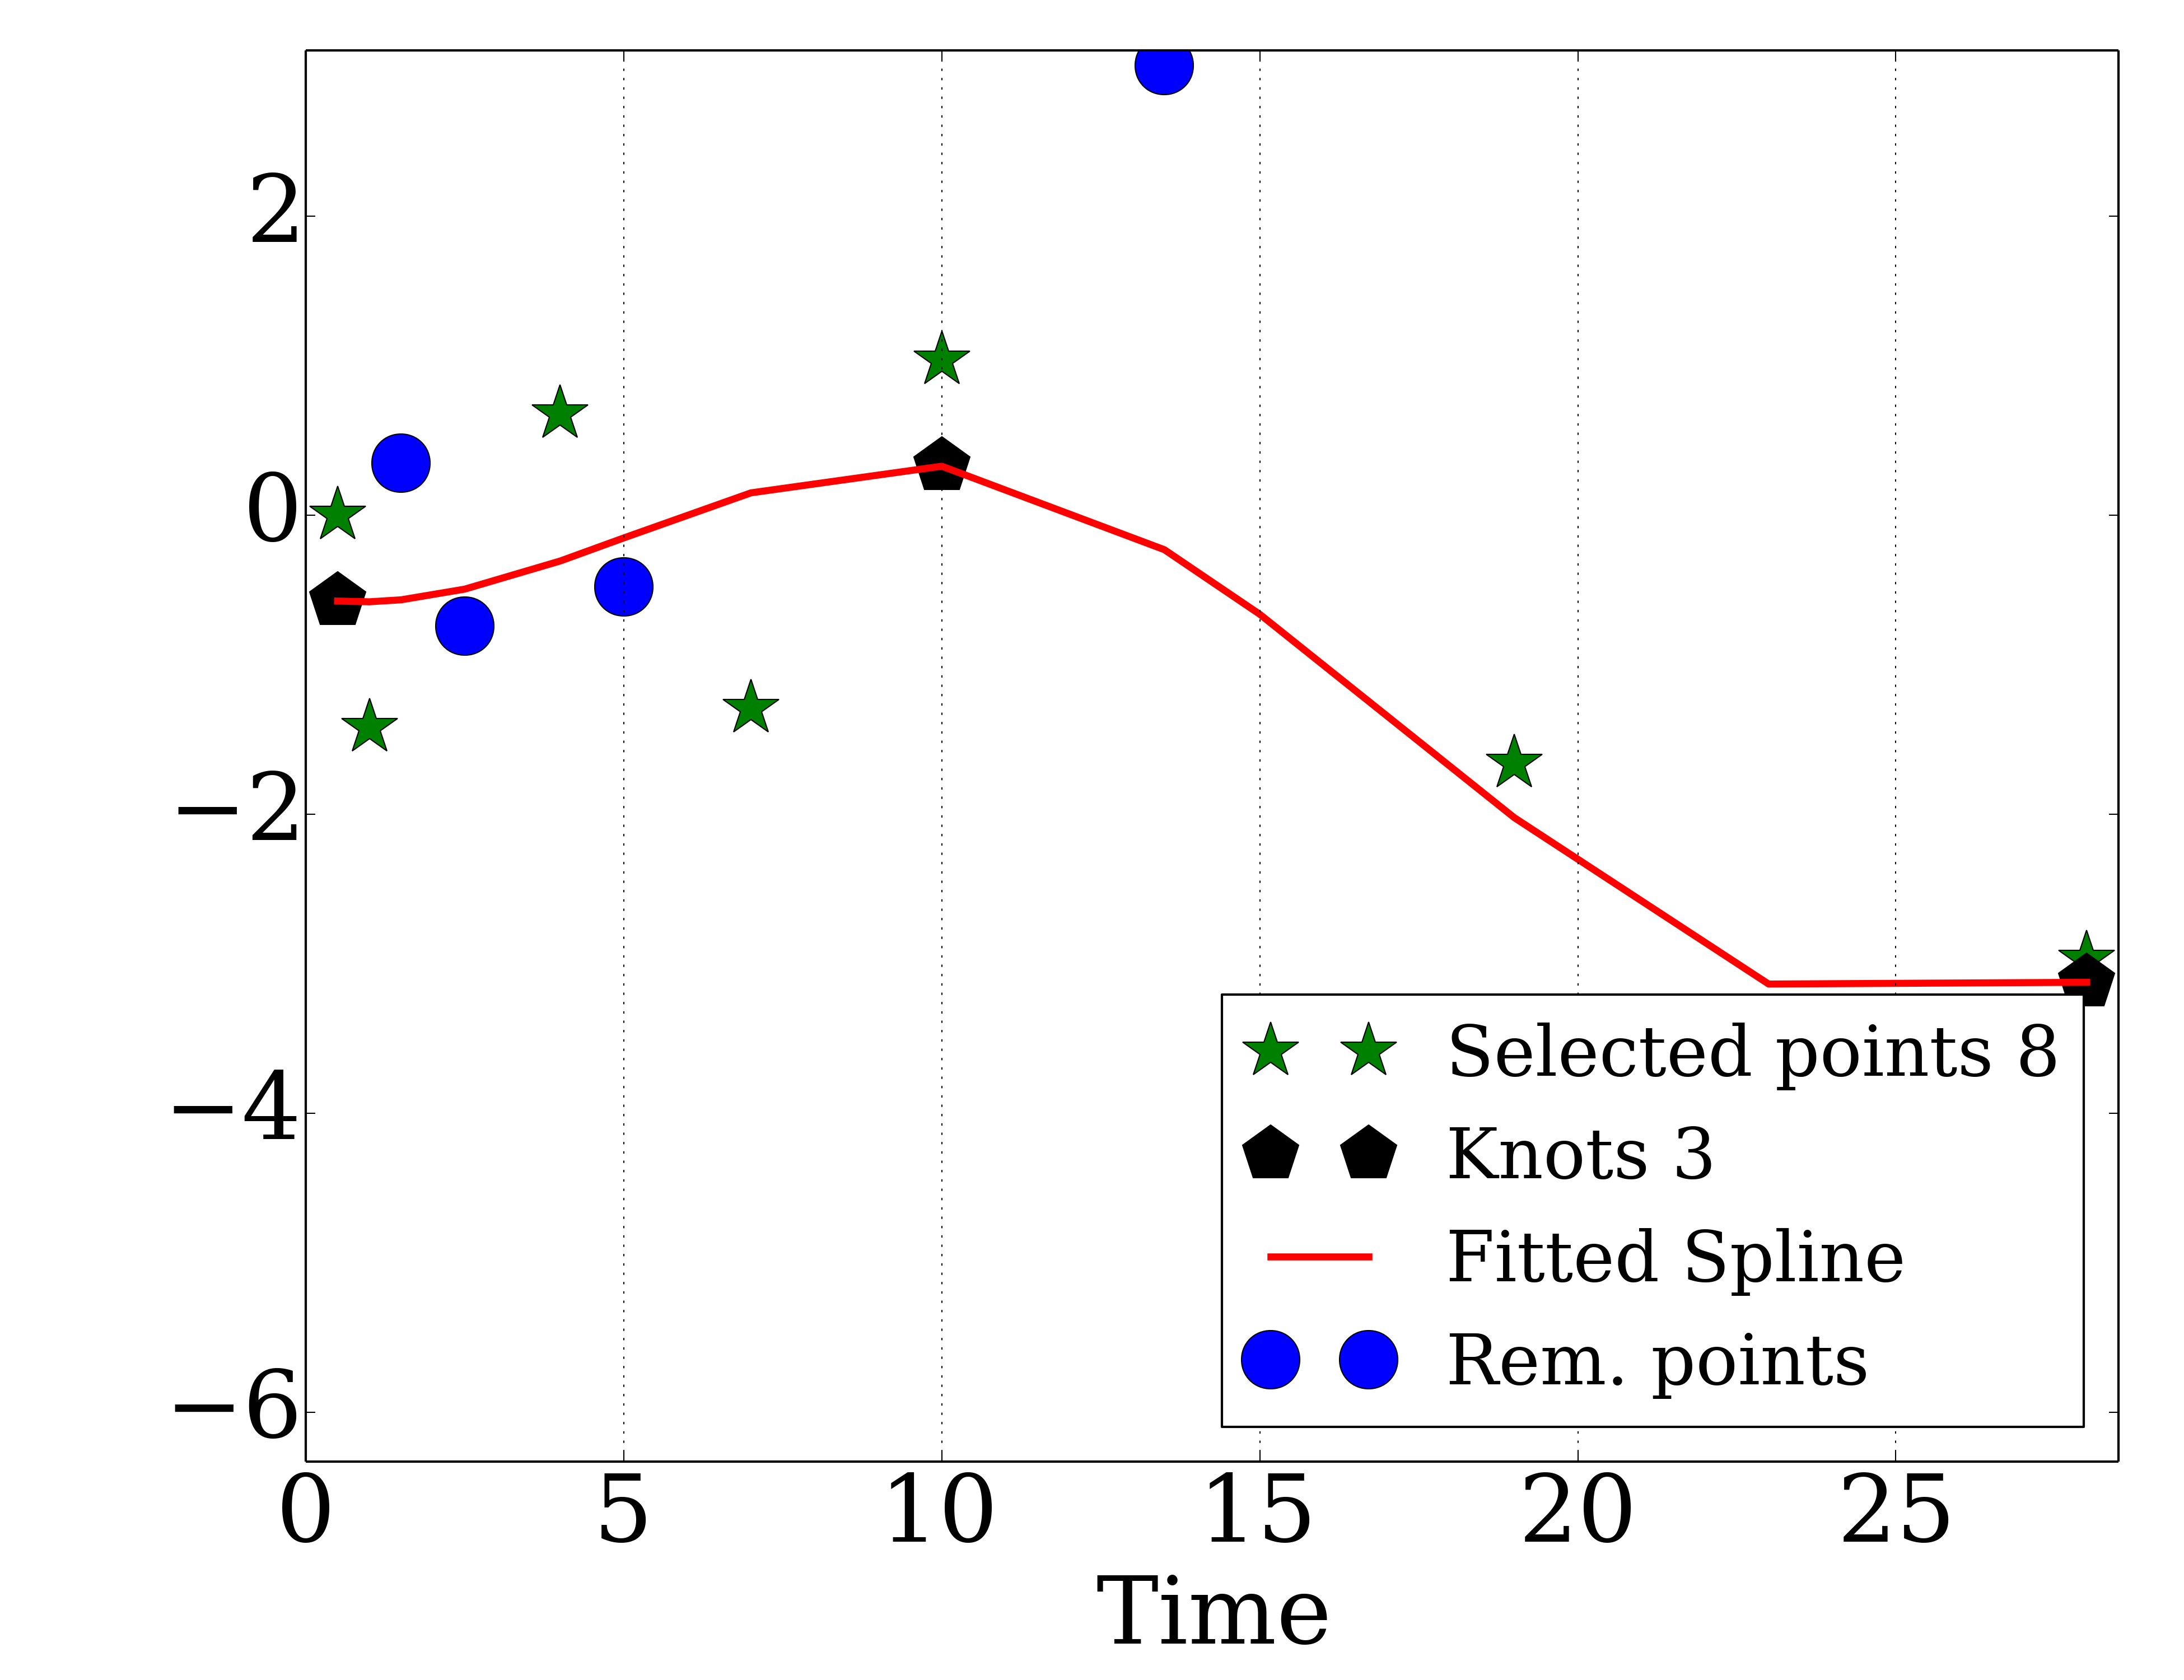 2
0
−2
−4
−6
0 5 10 15 20 25
Time
Selected points 8
Knots 3
Fitted Spline
Rem. points